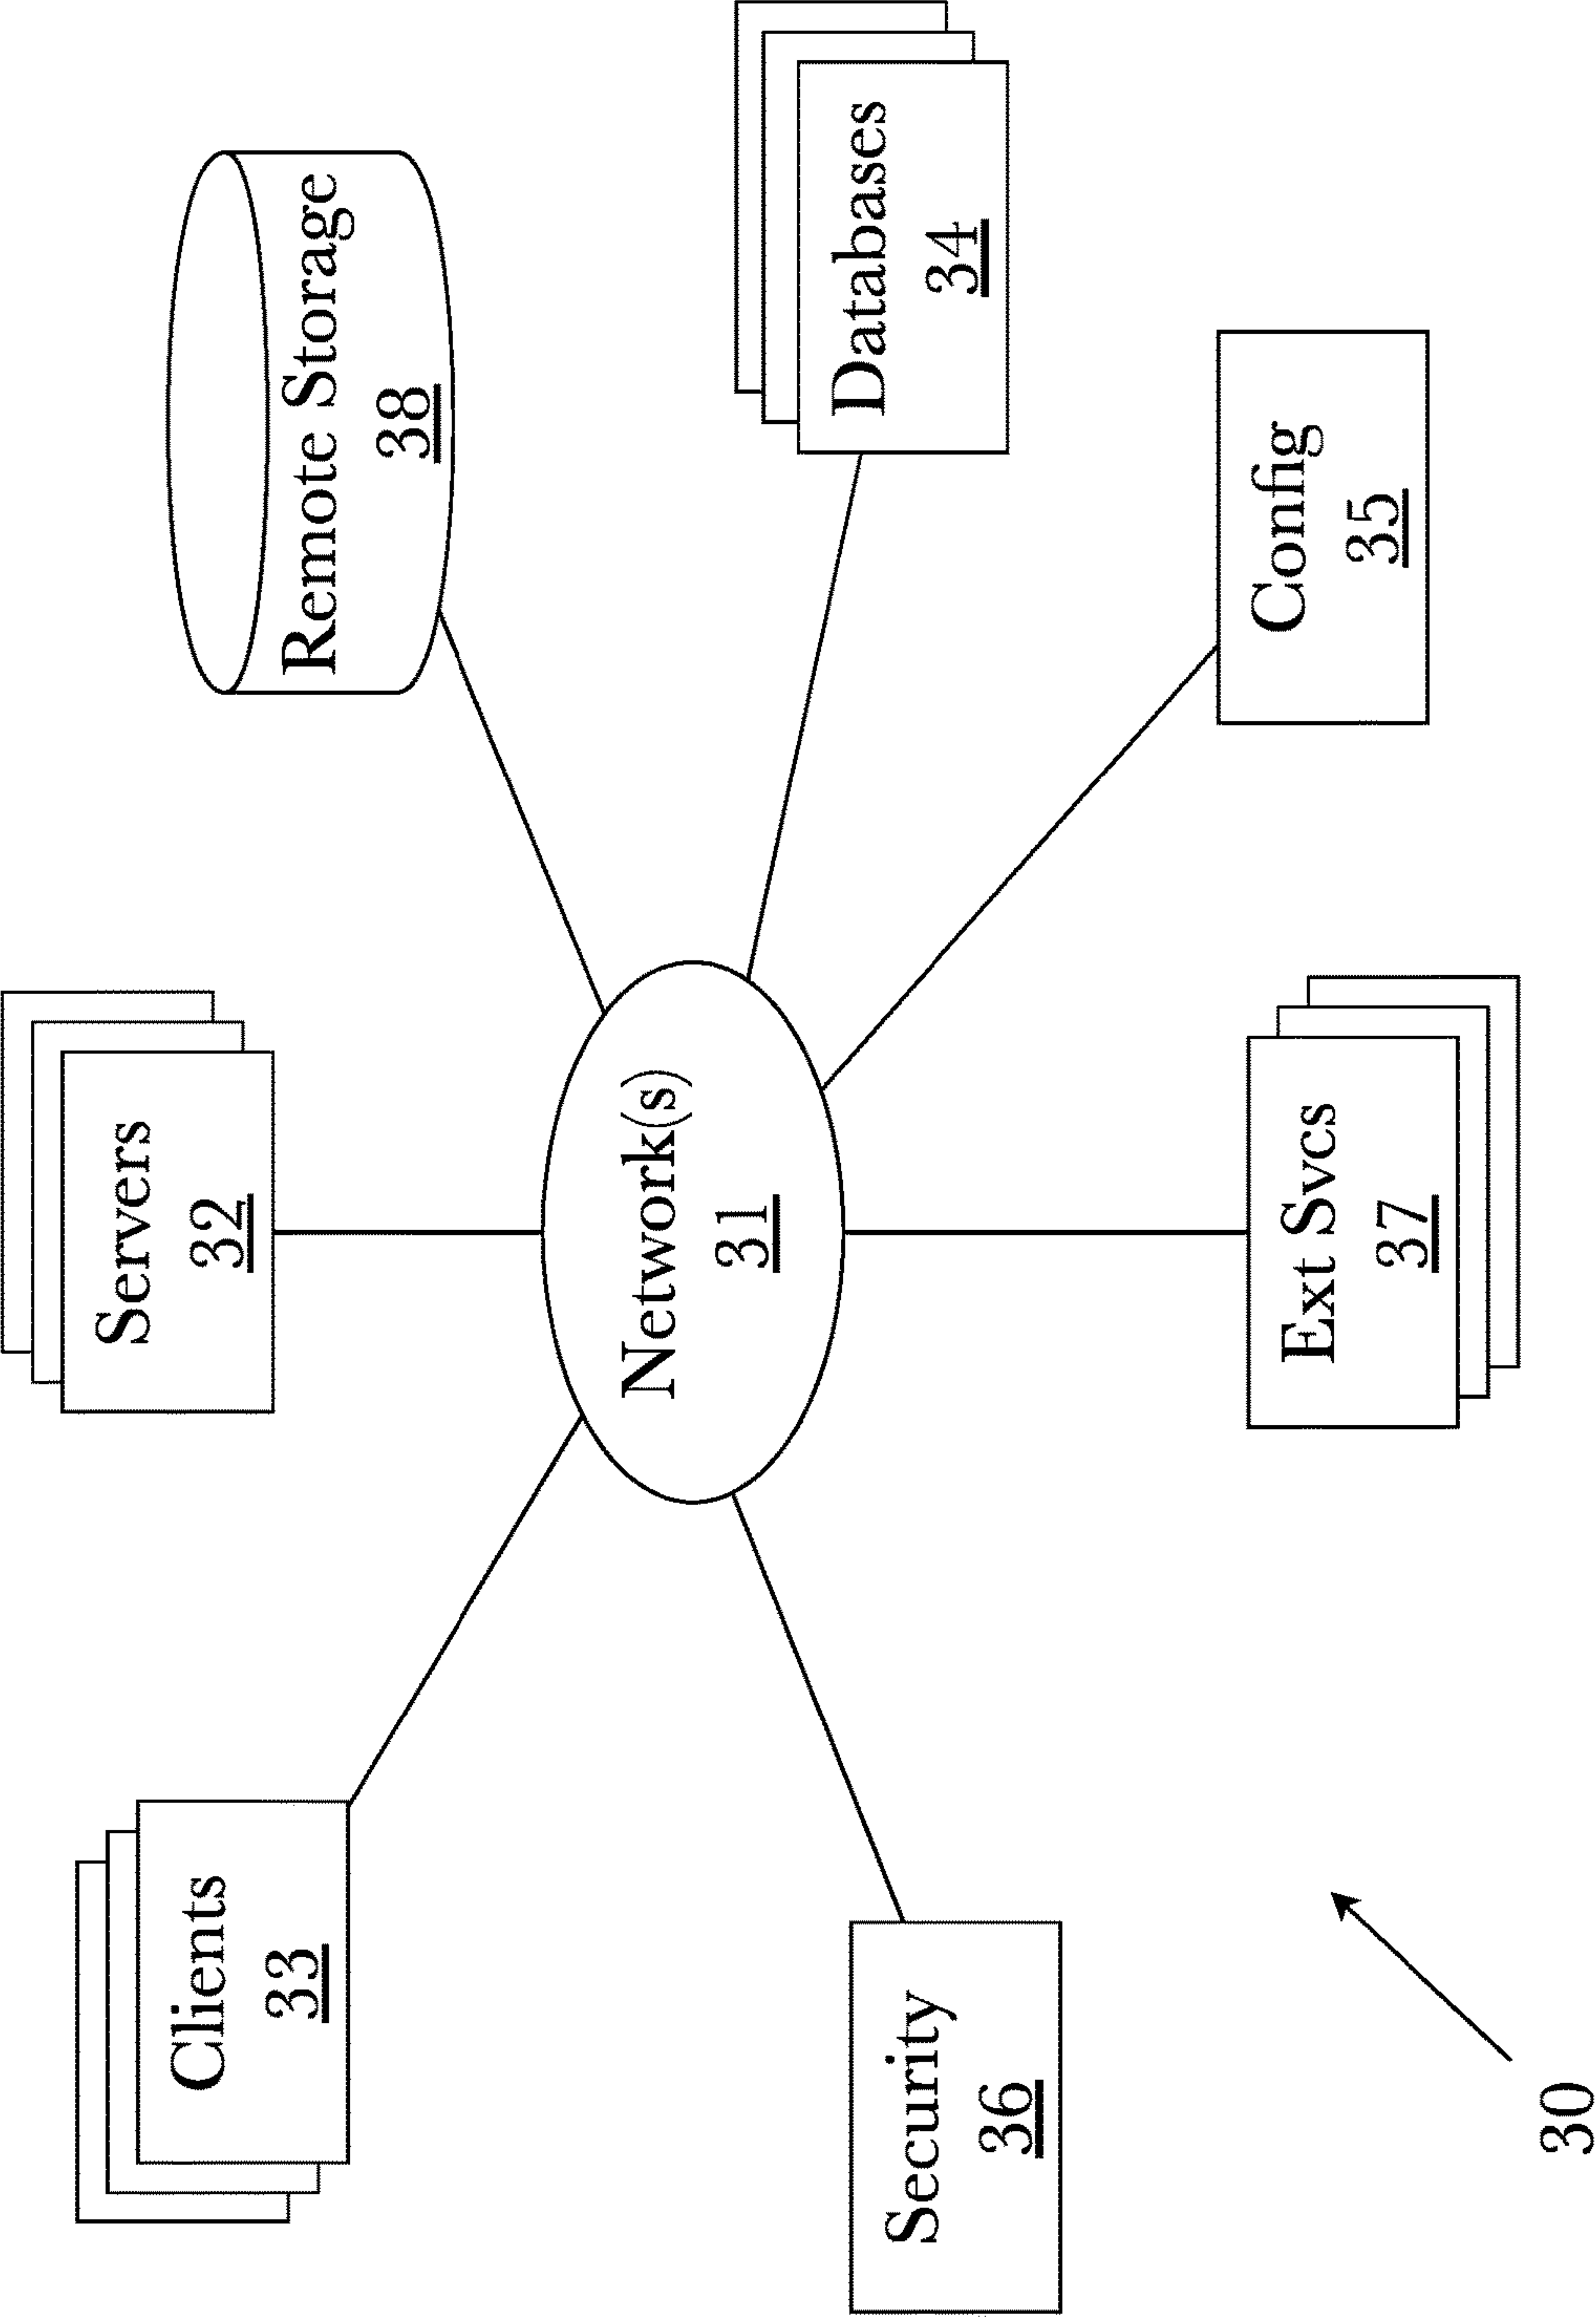 Servers
32
Clients
33
Remote Storage
38
Network(s)
31
Databases
34
Security
36
Ext Svcs
37
Config
35
30